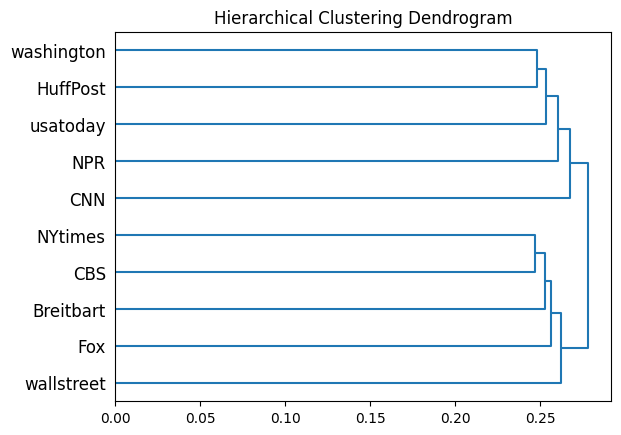 Hierarchical Clustering Dendrogram
washington
HuffPost
usatoday
NPR
CNN
NYtimes
CBS
Breitbart
Fox
wallstreet
0.00 0.05 0.10 0.15 0.20 0.25